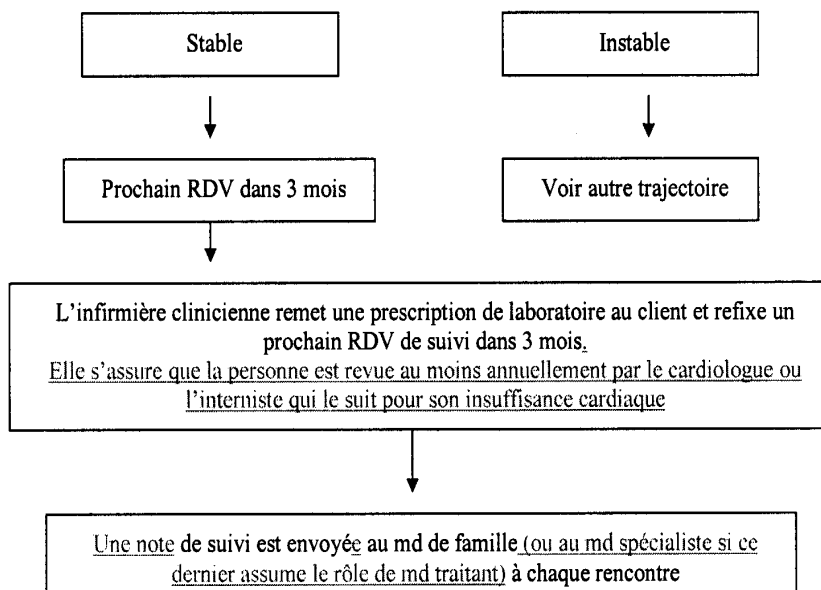 Stable
Instable
Prochain RDV dans 3 mois
Voir autre trajectoire
L'infirmière clinicienne remet une prescription de laboratoire au client et refixe un
prochain RDV de suivi dans 3 mois.
Elle s'assure que la personne est revue au moins annuellement par le cardiologue ou
l'interniste qui le suit pour son insuffisance cardiaque
Une note de suivi est envoyée au md de famille (ou au md spécialiste si ce
dernier assume le rôle de md traitant) à chaque rencontre